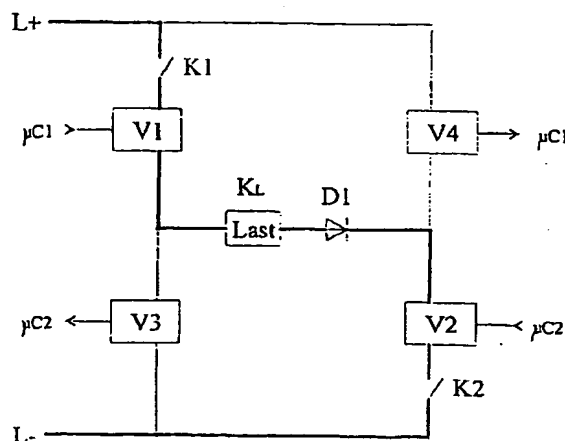 L+
K1
µC1 V1 V4 µC1
KL D1
Last
µC2 V3 V2 µC2
K2
L-